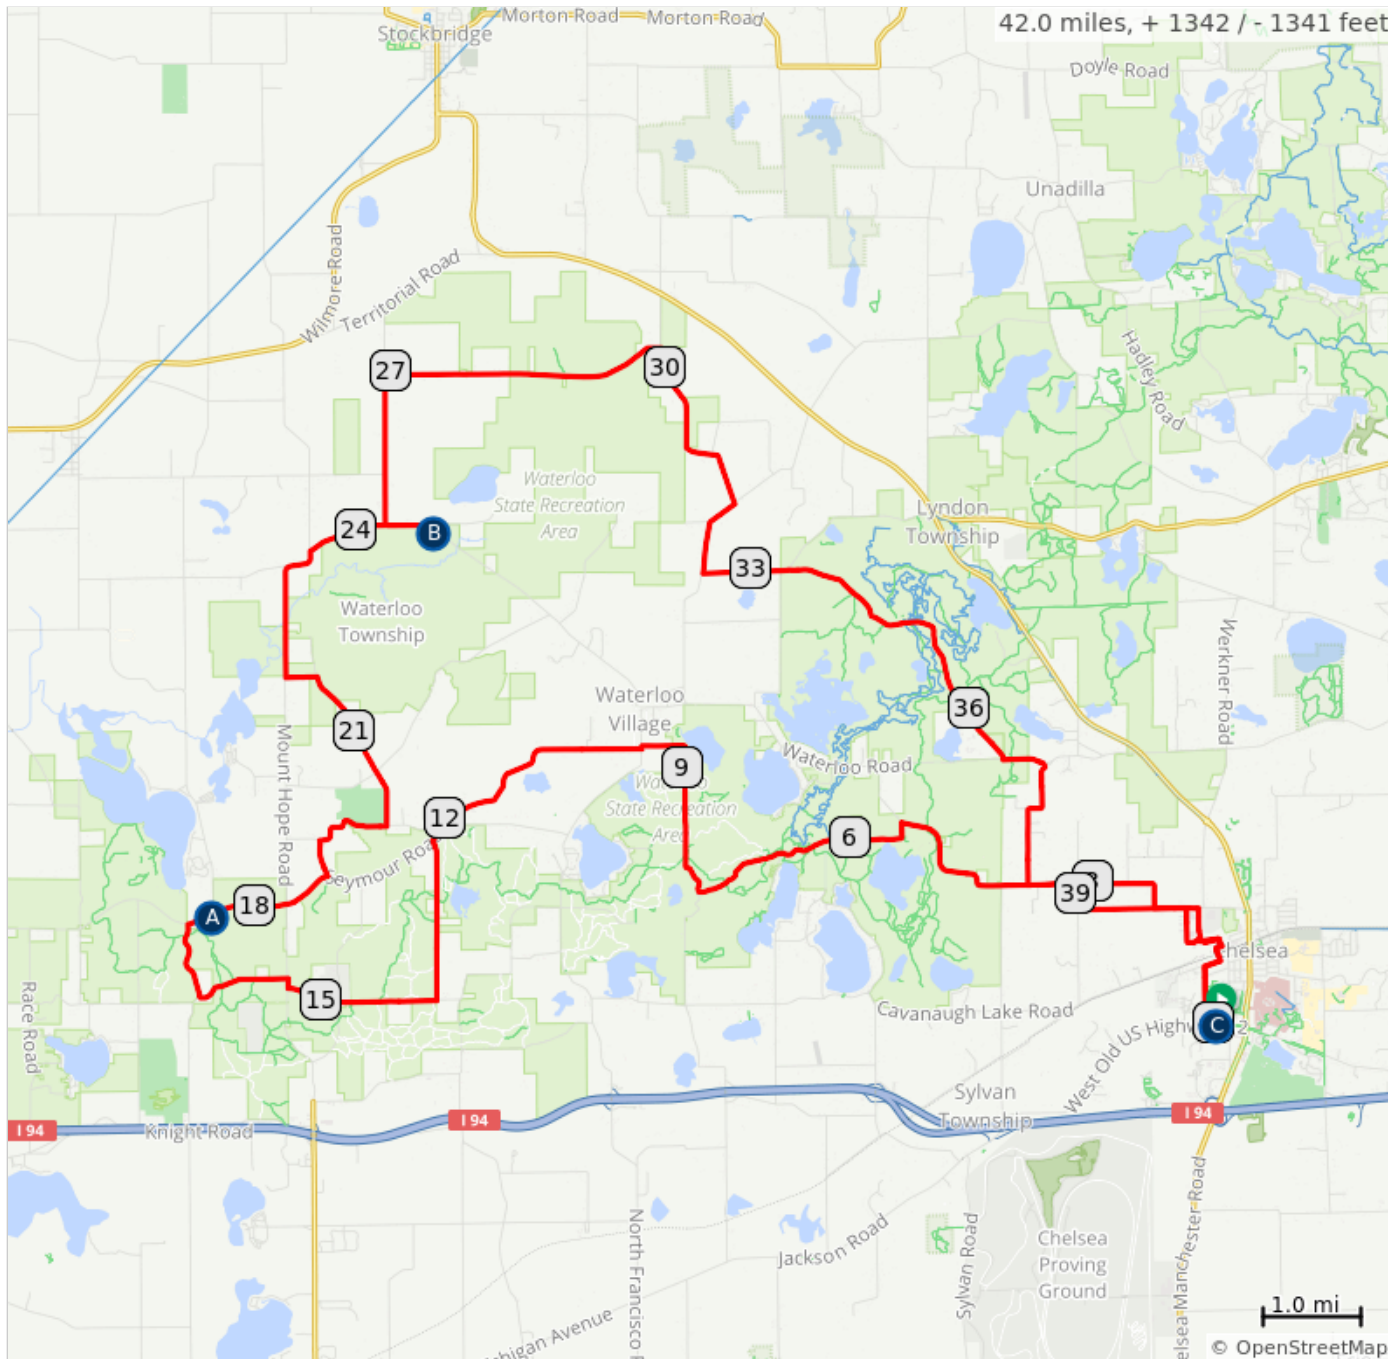 Morton Road
Morton Road
42.0 miles, + 1342 / - 1341 feet
Stockbridge
Doyle Road
Unadilla
Wilmore Road
Territorial Road
Hadley Road
27
30
Waterloo
State Recreation
Area
Lyndon
Township
24
B
33
Waterloo
Township
Werkner Road
Waterloo
Village
36
21
Mount Hope Road
Waterloo Road
9
State Recreation
Area
12
6
Seymour Road
39
18
A
Chelsea
15
Race Road
Cavanaugh Lake Road
C
West Old US Highway 12
Sylvan
Township
I 94
I 94
I 94
Knight Road
North Francisco
Jackson Road
Sylvan Road
Chelsea
Proving
Ground
elsea Manchester Road
1.0 mi
chigan Avenue
© OpenStreetMap